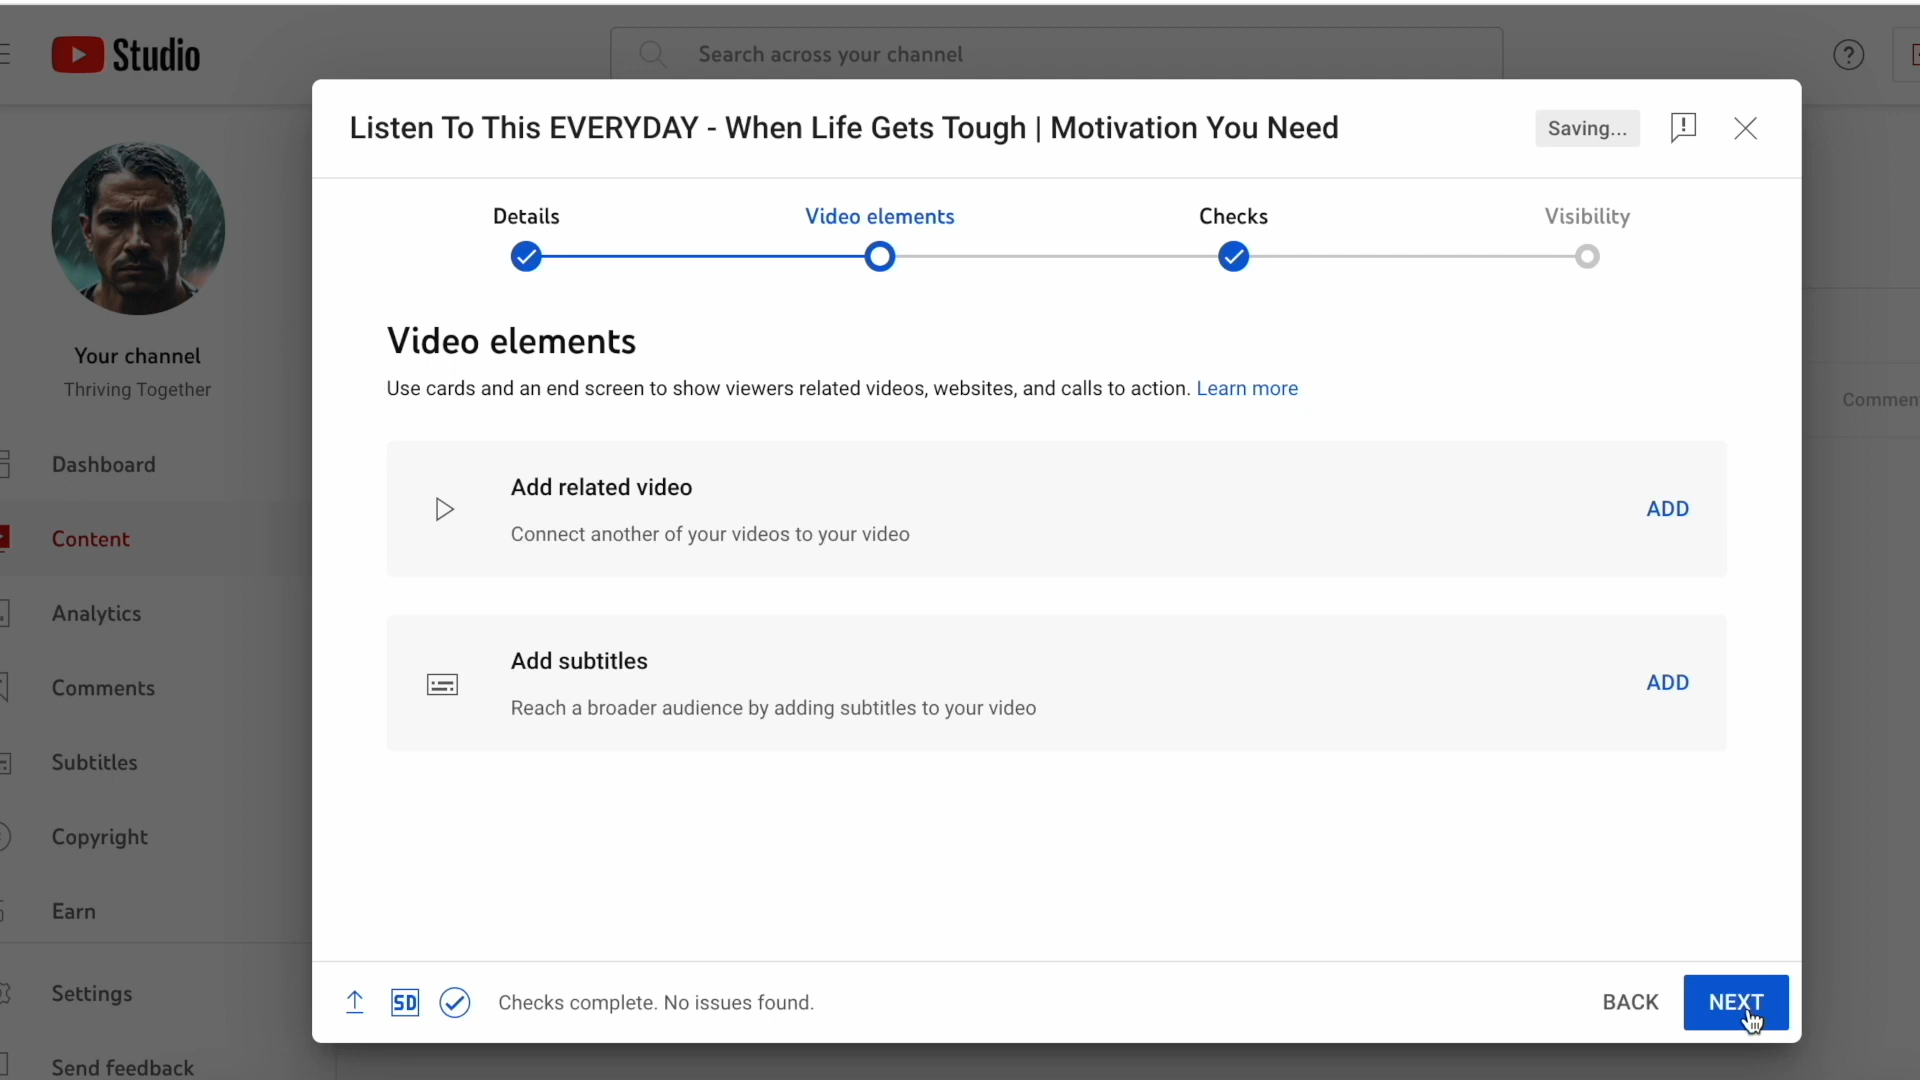 Studio
Search across your channel
Listen To This EVERYDAY - When Life Gets Tough | Motivation You Need
Saving...
Details
Video elements
Checks
Visibility
Video elements
Use cards and an end screen to show viewers related videos, websites, and calls to action. Learn more
Add related video
Connect another of your videos to your video
ADD
Add subtitles
Reach a broader audience by adding subtitles to your video
ADD
SD
Checks complete. No issues found.
BACK
NEXT
Your channel
Thriving Together
Dashboard
Content
Analytics
Comments
Subtitles
Copyright
Earn
Settings
Send feedback
Commen